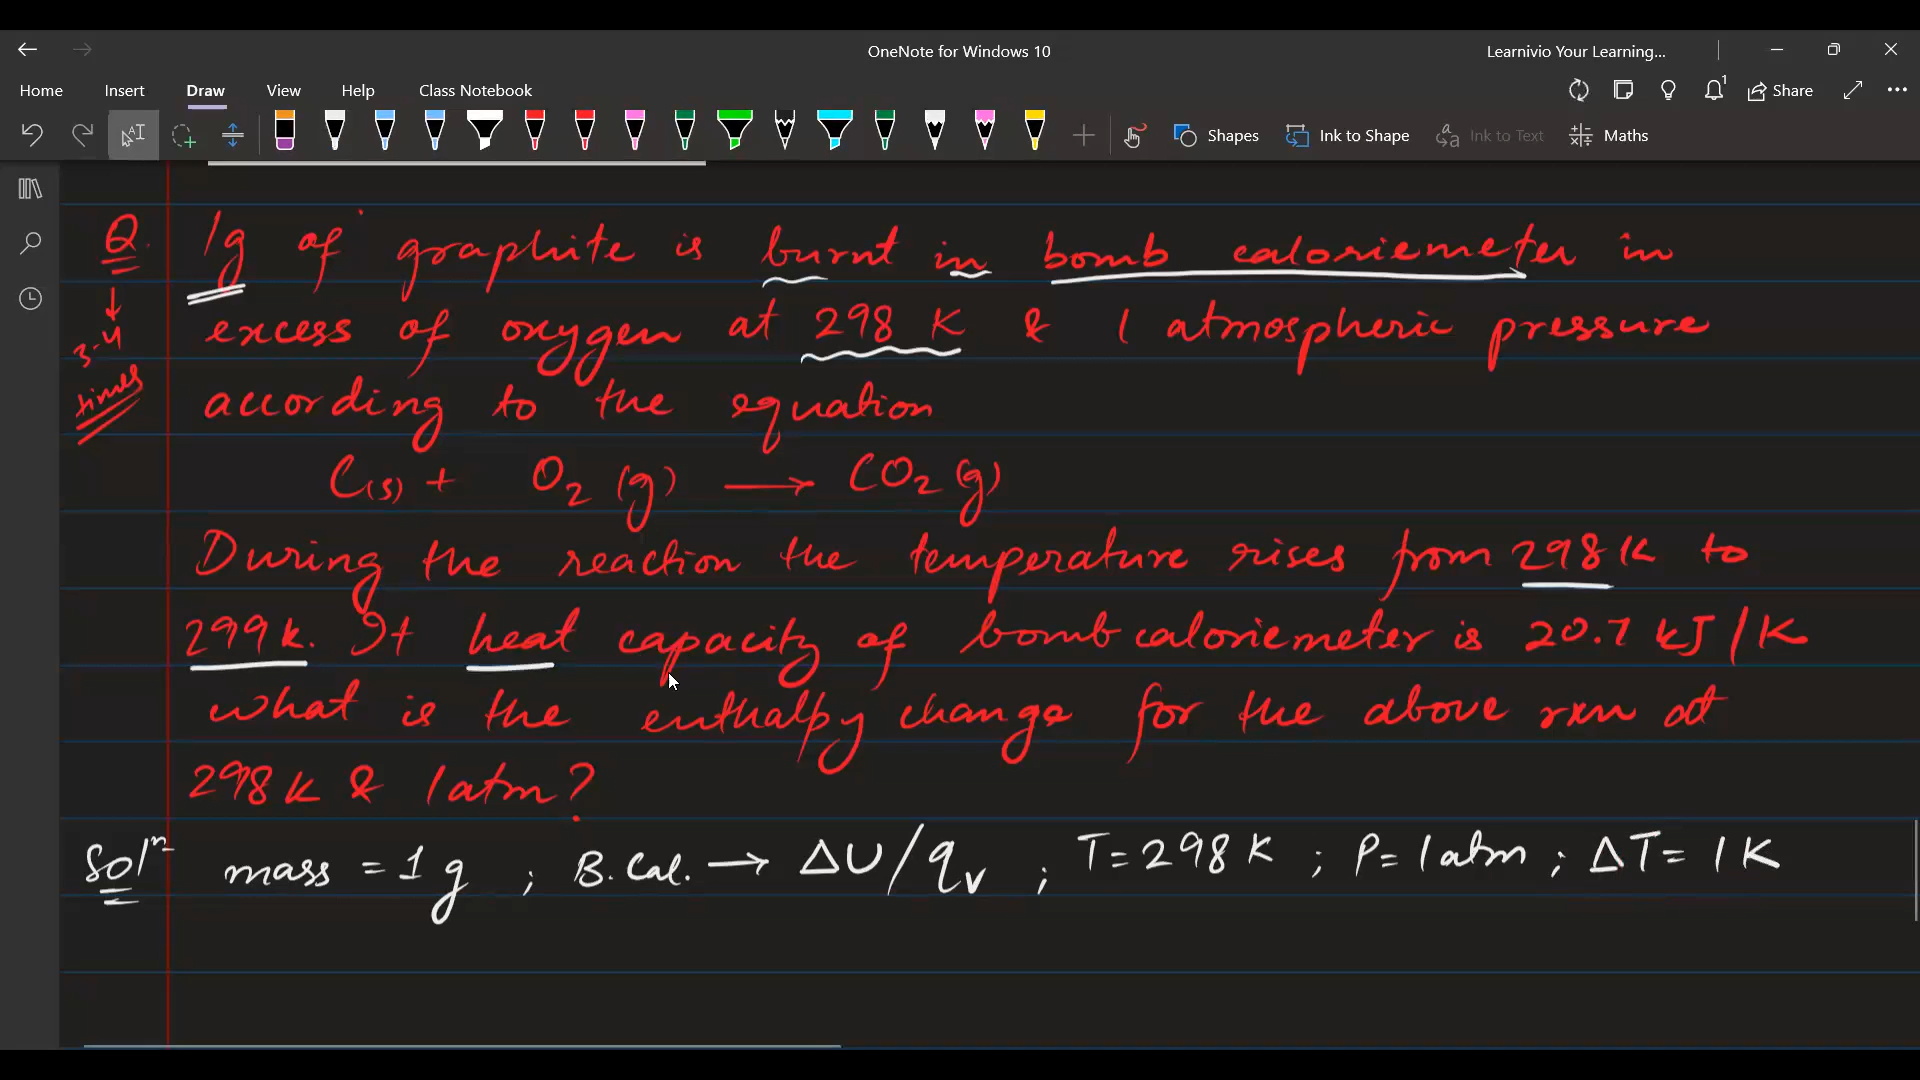 OneNote for Windows 10
Learnivio Your Learning...
Home Insert Draw View Help Class Notebook
1 Share
AI Shapes Ink to Shape Ink to Text Maths
Q. 1g of graphite is burnt in bomb caloriemeter in
excess of oxygen at 298 K & 1 atmospheric pressure
3-4 times
according to the equation
C(s) + O2 (g) → CO2 (g)
During the reaction the temperature rises from 298 K to
299 K. It heat capacity of bomb caloriemeter is 20.7 kJ/K
what is the enthalpy change for the above rxn at
298 K & 1 atm?
Solⁿ mass = 1 g ; B. Cal. → ΔU/qv ; T = 298 K ; P = 1 atm ; ΔT = 1 K